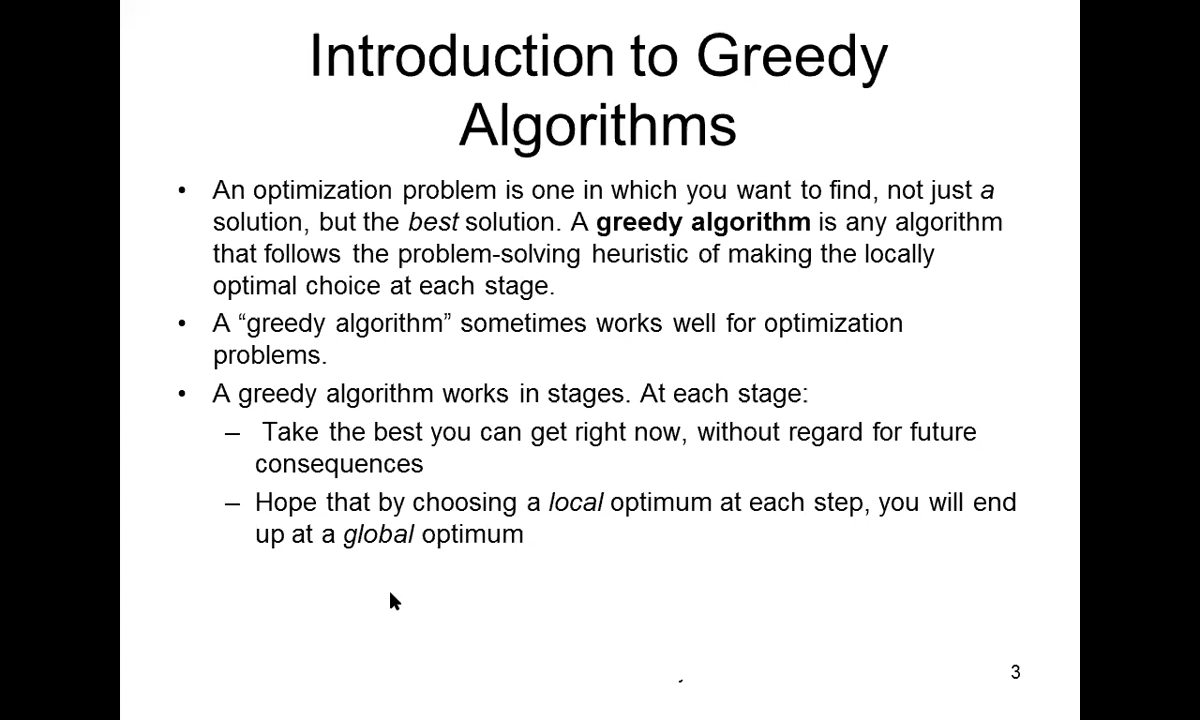 Introduction to Greedy
Algorithms
• An optimization problem is one in which you want to find, not just a
solution, but the best solution. A greedy algorithm is any algorithm
that follows the problem-solving heuristic of making the locally
optimal choice at each stage.
• A “greedy algorithm” sometimes works well for optimization
problems.
• A greedy algorithm works in stages. At each stage:
– Take the best you can get right now, without regard for future
consequences
– Hope that by choosing a local optimum at each step, you will end
up at a global optimum
3